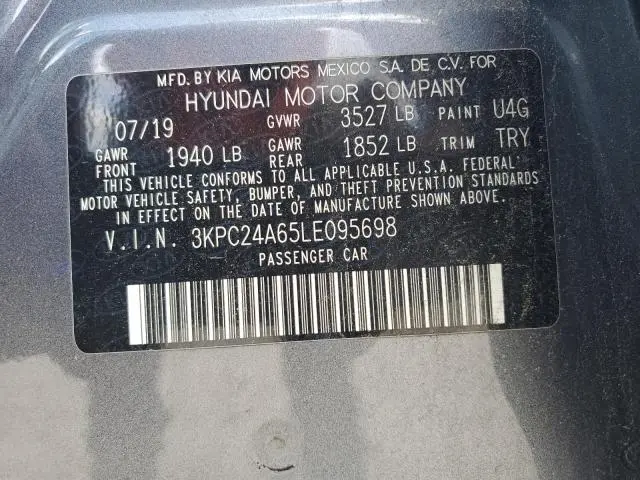 MFD. BY KIA MOTORS MEXICO S.A. DE C.V. FOR
HYUNDAI MOTOR COMPANY
07/19 GVWR 3527 LB PAINT U4G
GAWR FRONT 1940 LB GAWR REAR 1852 LB TRIM TRY
THIS VEHICLE CONFORMS TO ALL APPLICABLE U.S.A. FEDERAL
MOTOR VEHICLE SAFETY, BUMPER, AND THEFT PREVENTION STANDARDS
IN EFFECT ON THE DATE OF MANUFACTURE SHOWN ABOVE.
V.I.N. 3KPC24A65LE095698
PASSENGER CAR